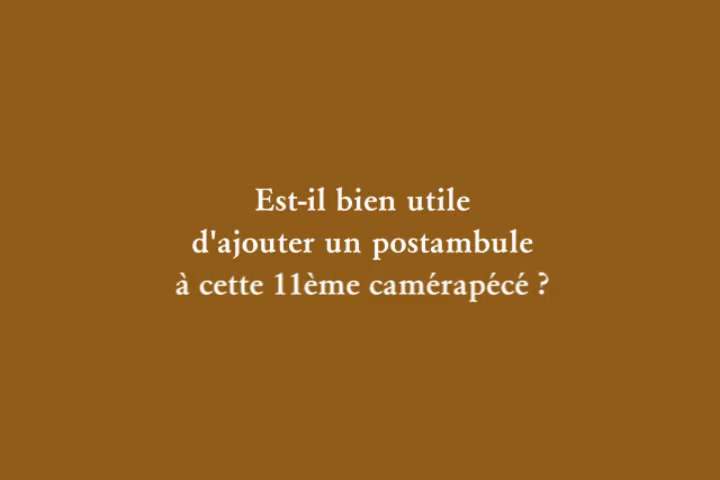 Est-il bien utile
d'ajouter un postambule
à cette 11ème camérapécé ?